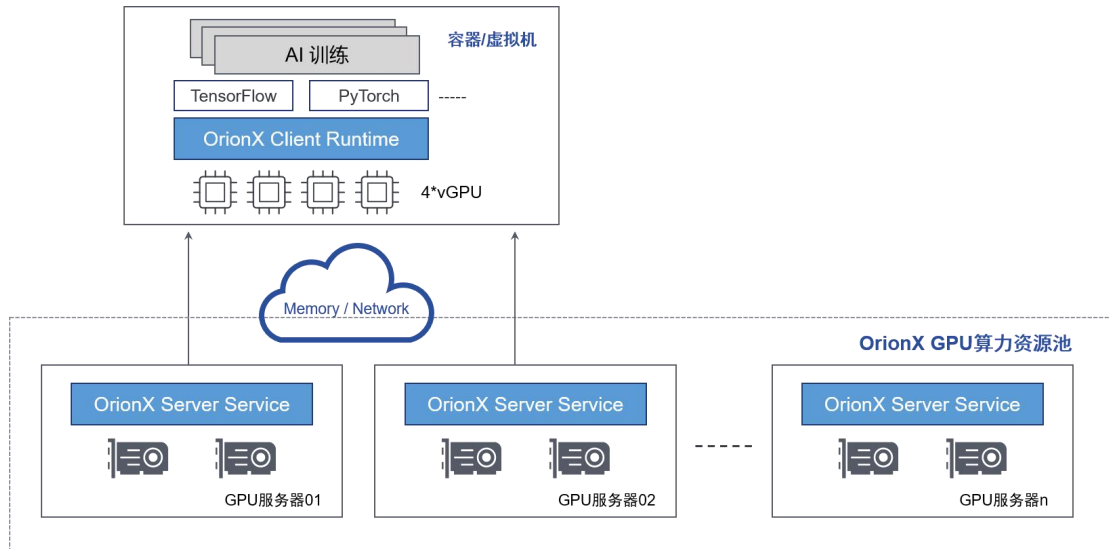 容器/虚拟机
AI 训练
TensorFlow
PyTorch
-----
OrionX Client Runtime
4*vGPU
Memory / Network
OrionX GPU算力资源池
OrionX Server Service
OrionX Server Service
OrionX Server Service
GPU服务器01
GPU服务器02
GPU服务器n